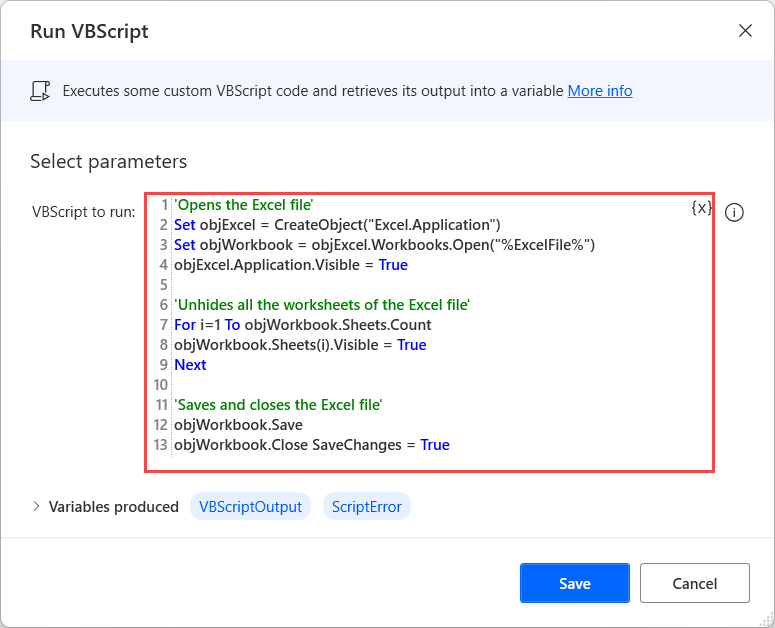 Run VBScript
Executes some custom VBScript code and retrieves its output into a variable More info
Select parameters
VBScript to run:
{x}
1 'Opens the Excel file'
2 Set objExcel = CreateObject("Excel.Application")
3 Set objWorkbook = objExcel.Workbooks.Open("%ExcelFile%")
4 objExcel.Application.Visible = True
5
6 'Unhides all the worksheets of the Excel file'
7 For i=1 To objWorkbook.Sheets.Count
8 objWorkbook.Sheets(i).Visible = True
9 Next
10
11 'Saves and closes the Excel file'
12 objWorkbook.Save
13 objWorkbook.Close SaveChanges = True
Variables produced VBScriptOutput ScriptError
Save Cancel